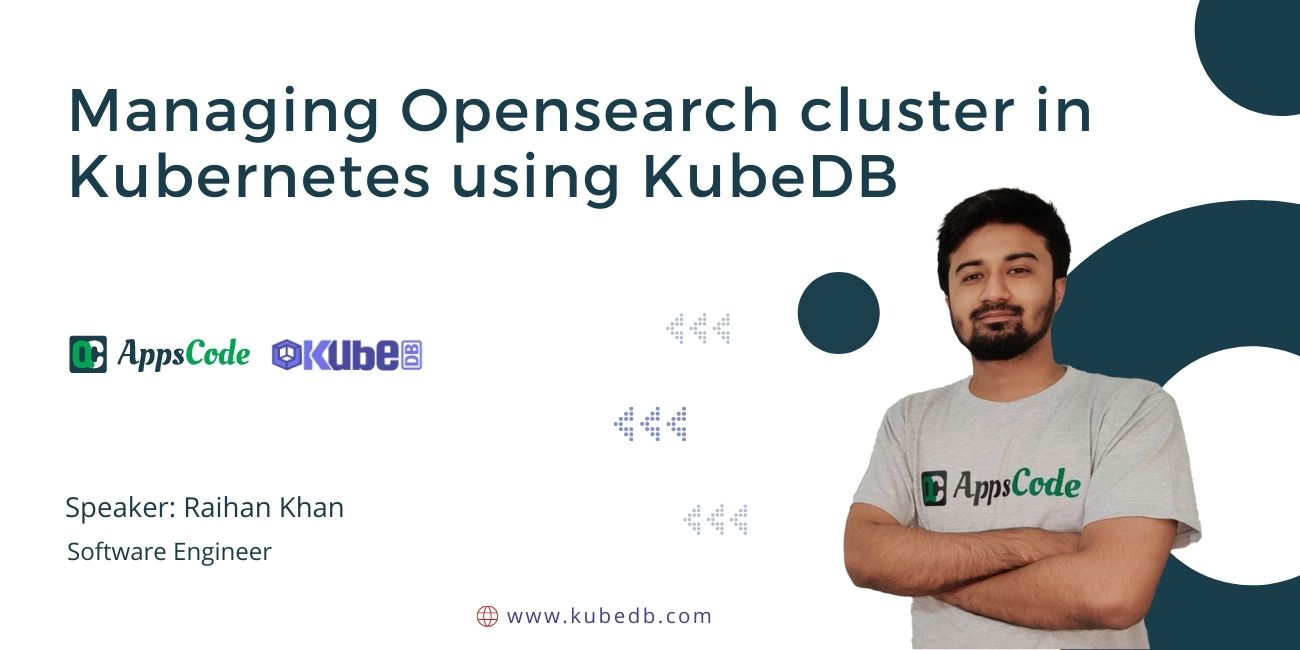 Managing Opensearch cluster in
Kubernetes using KubeDB
AppsCode
KubeDB
AppsCode
Speaker: Raihan Khan
Software Engineer
www.kubedb.com